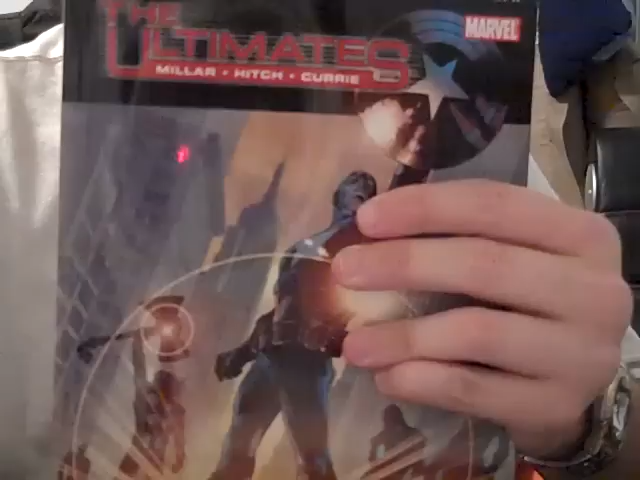 THE
MARVEL
ULTIMATES
MILLAR • HITCH • CURRIE